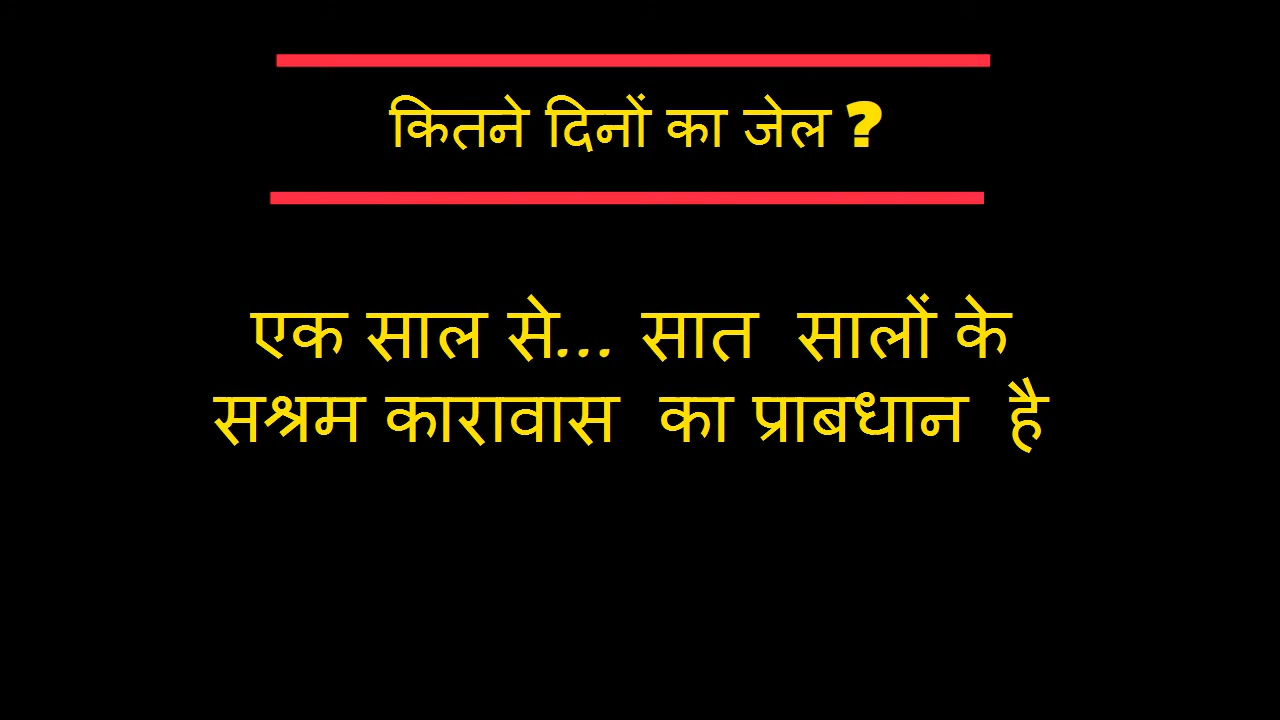 कितने दिनों का जेल ?
एक साल से... सात सालों के
सश्रम कारावास का प्राबधान है